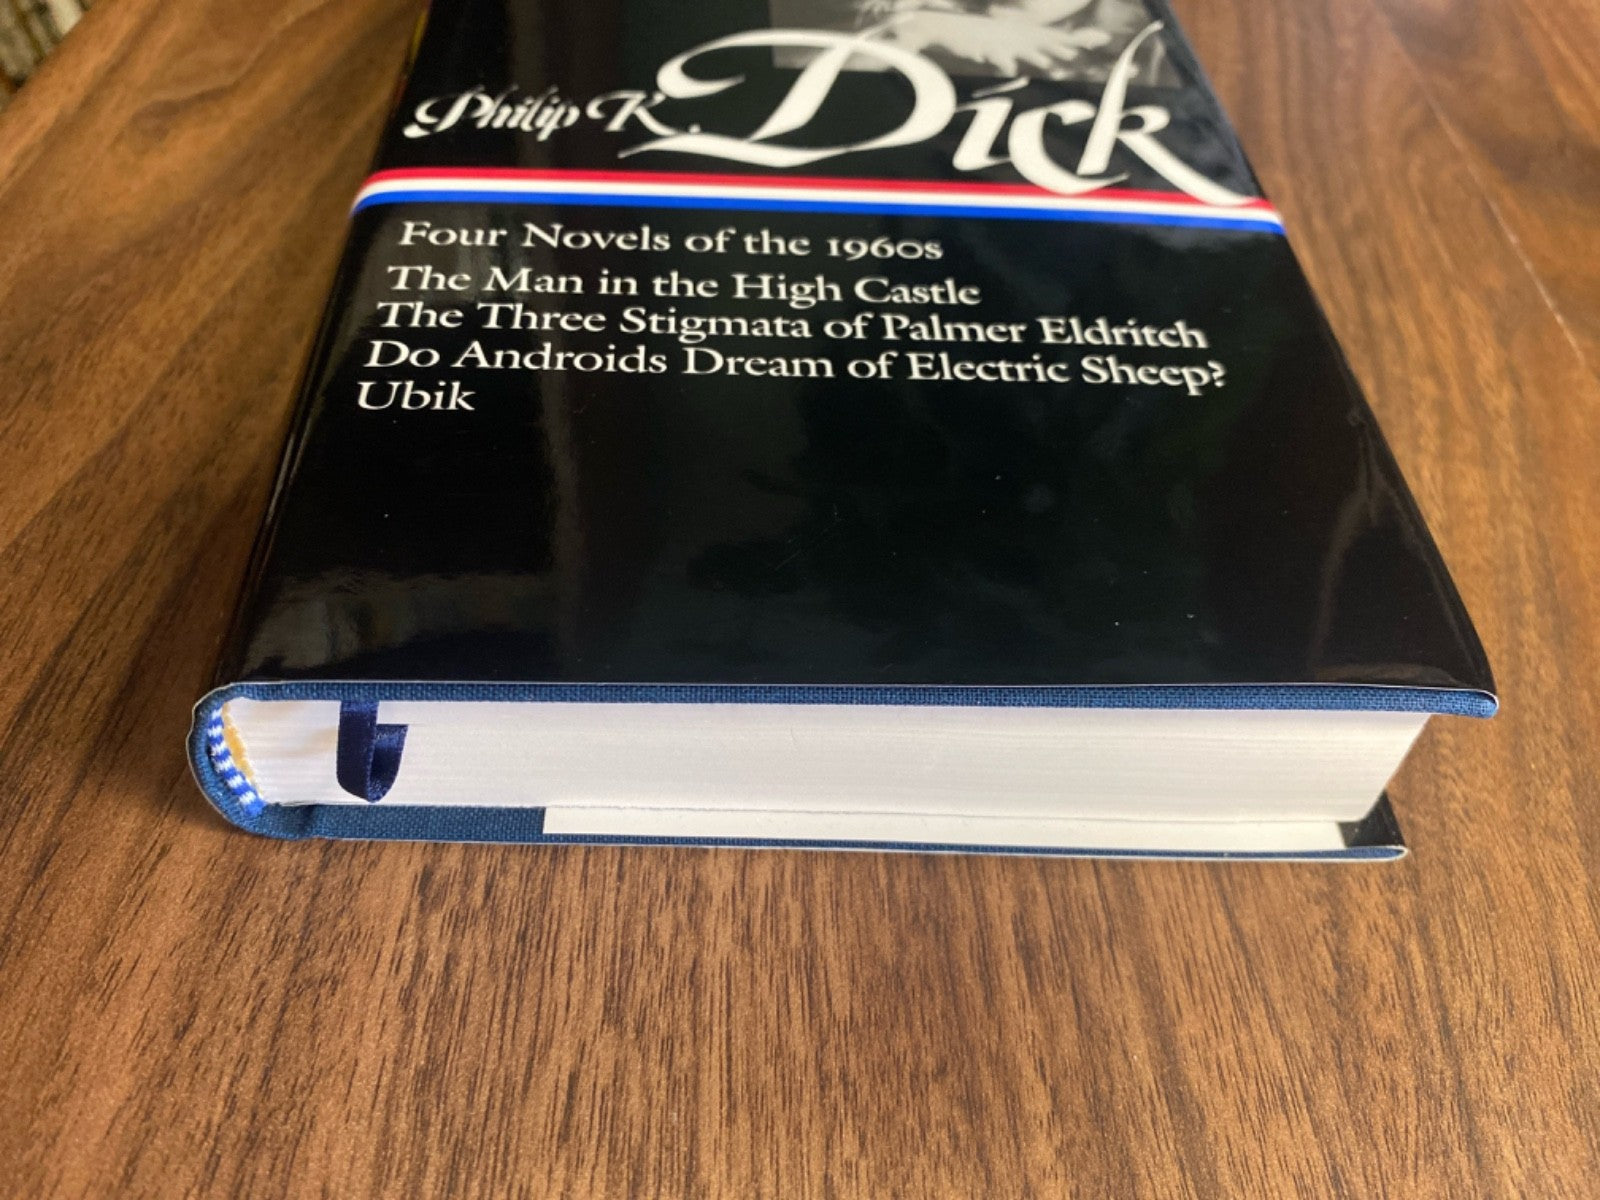 Philip K. Dick
Four Novels of the 1960s
The Man in the High Castle
The Three Stigmata of Palmer Eldritch
Do Androids Dream of Electric Sheep?
Ubik